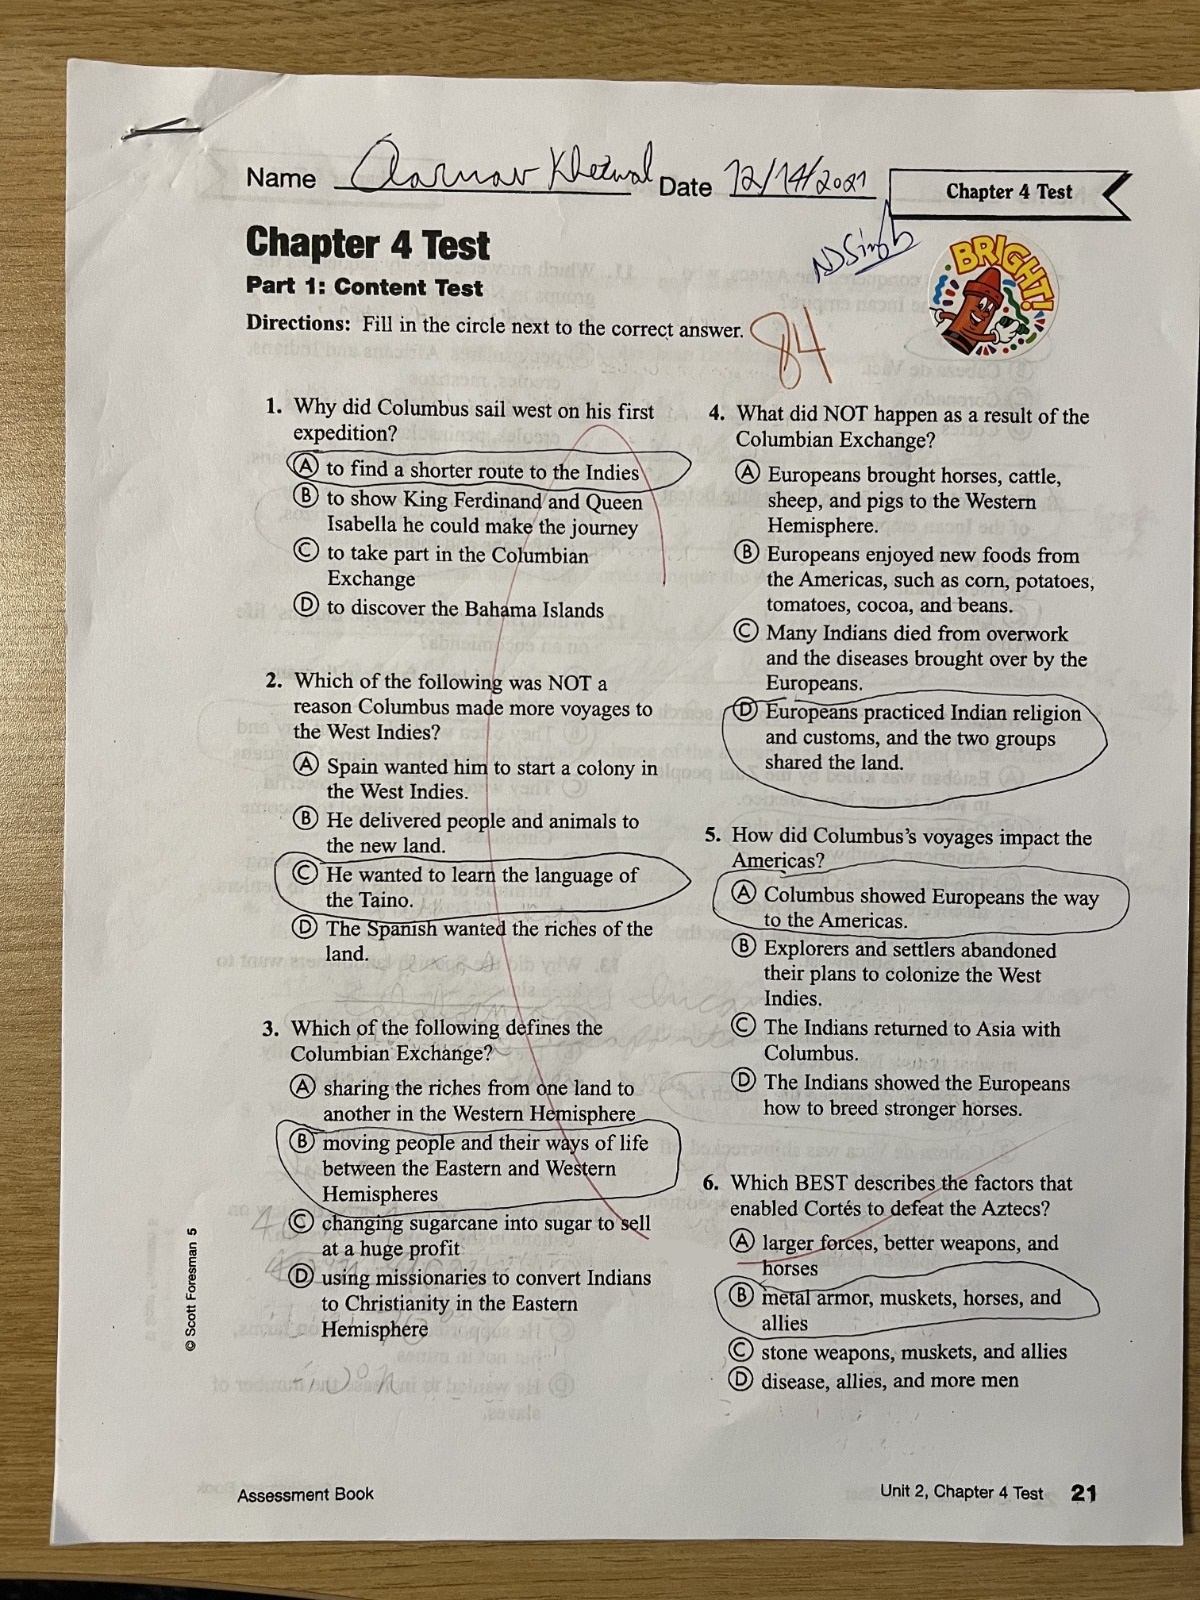 Name Aarnav Khetwal Date 12/14/2021
Chapter 4 Test
NDSingh
BRIGHT!
Chapter 4 Test
Part 1: Content Test
Directions: Fill in the circle next to the correct answer.
84
1. Why did Columbus sail west on his first
expedition?
A to find a shorter route to the Indies
B to show King Ferdinand and Queen
Isabella he could make the journey
C to take part in the Columbian
Exchange
D to discover the Bahama Islands
2. Which of the following was NOT a
reason Columbus made more voyages to
the West Indies?
A Spain wanted him to start a colony in
the West Indies.
B He delivered people and animals to
the new land.
C He wanted to learn the language of
the Taino.
D The Spanish wanted the riches of the
land.
3. Which of the following defines the
Columbian Exchange?
A sharing the riches from one land to
another in the Western Hemisphere
B moving people and their ways of life
between the Eastern and Western
Hemispheres
C changing sugarcane into sugar to sell
at a huge profit
D using missionaries to convert Indians
to Christianity in the Eastern
Hemisphere
4. What did NOT happen as a result of the
Columbian Exchange?
A Europeans brought horses, cattle,
sheep, and pigs to the Western
Hemisphere.
B Europeans enjoyed new foods from
the Americas, such as corn, potatoes,
tomatoes, cocoa, and beans.
C Many Indians died from overwork
and the diseases brought over by the
Europeans.
D Europeans practiced Indian religion
and customs, and the two groups
shared the land.
5. How did Columbus's voyages impact the
Americas?
A Columbus showed Europeans the way
to the Americas.
B Explorers and settlers abandoned
their plans to colonize the West
Indies.
C The Indians returned to Asia with
Columbus.
D The Indians showed the Europeans
how to breed stronger horses.
6. Which BEST describes the factors that
enabled Cortés to defeat the Aztecs?
A larger forces, better weapons, and
horses
B metal armor, muskets, horses, and
allies
C stone weapons, muskets, and allies
D disease, allies, and more men
© Scott Foresman 5
Assessment Book
Unit 2, Chapter 4 Test 21